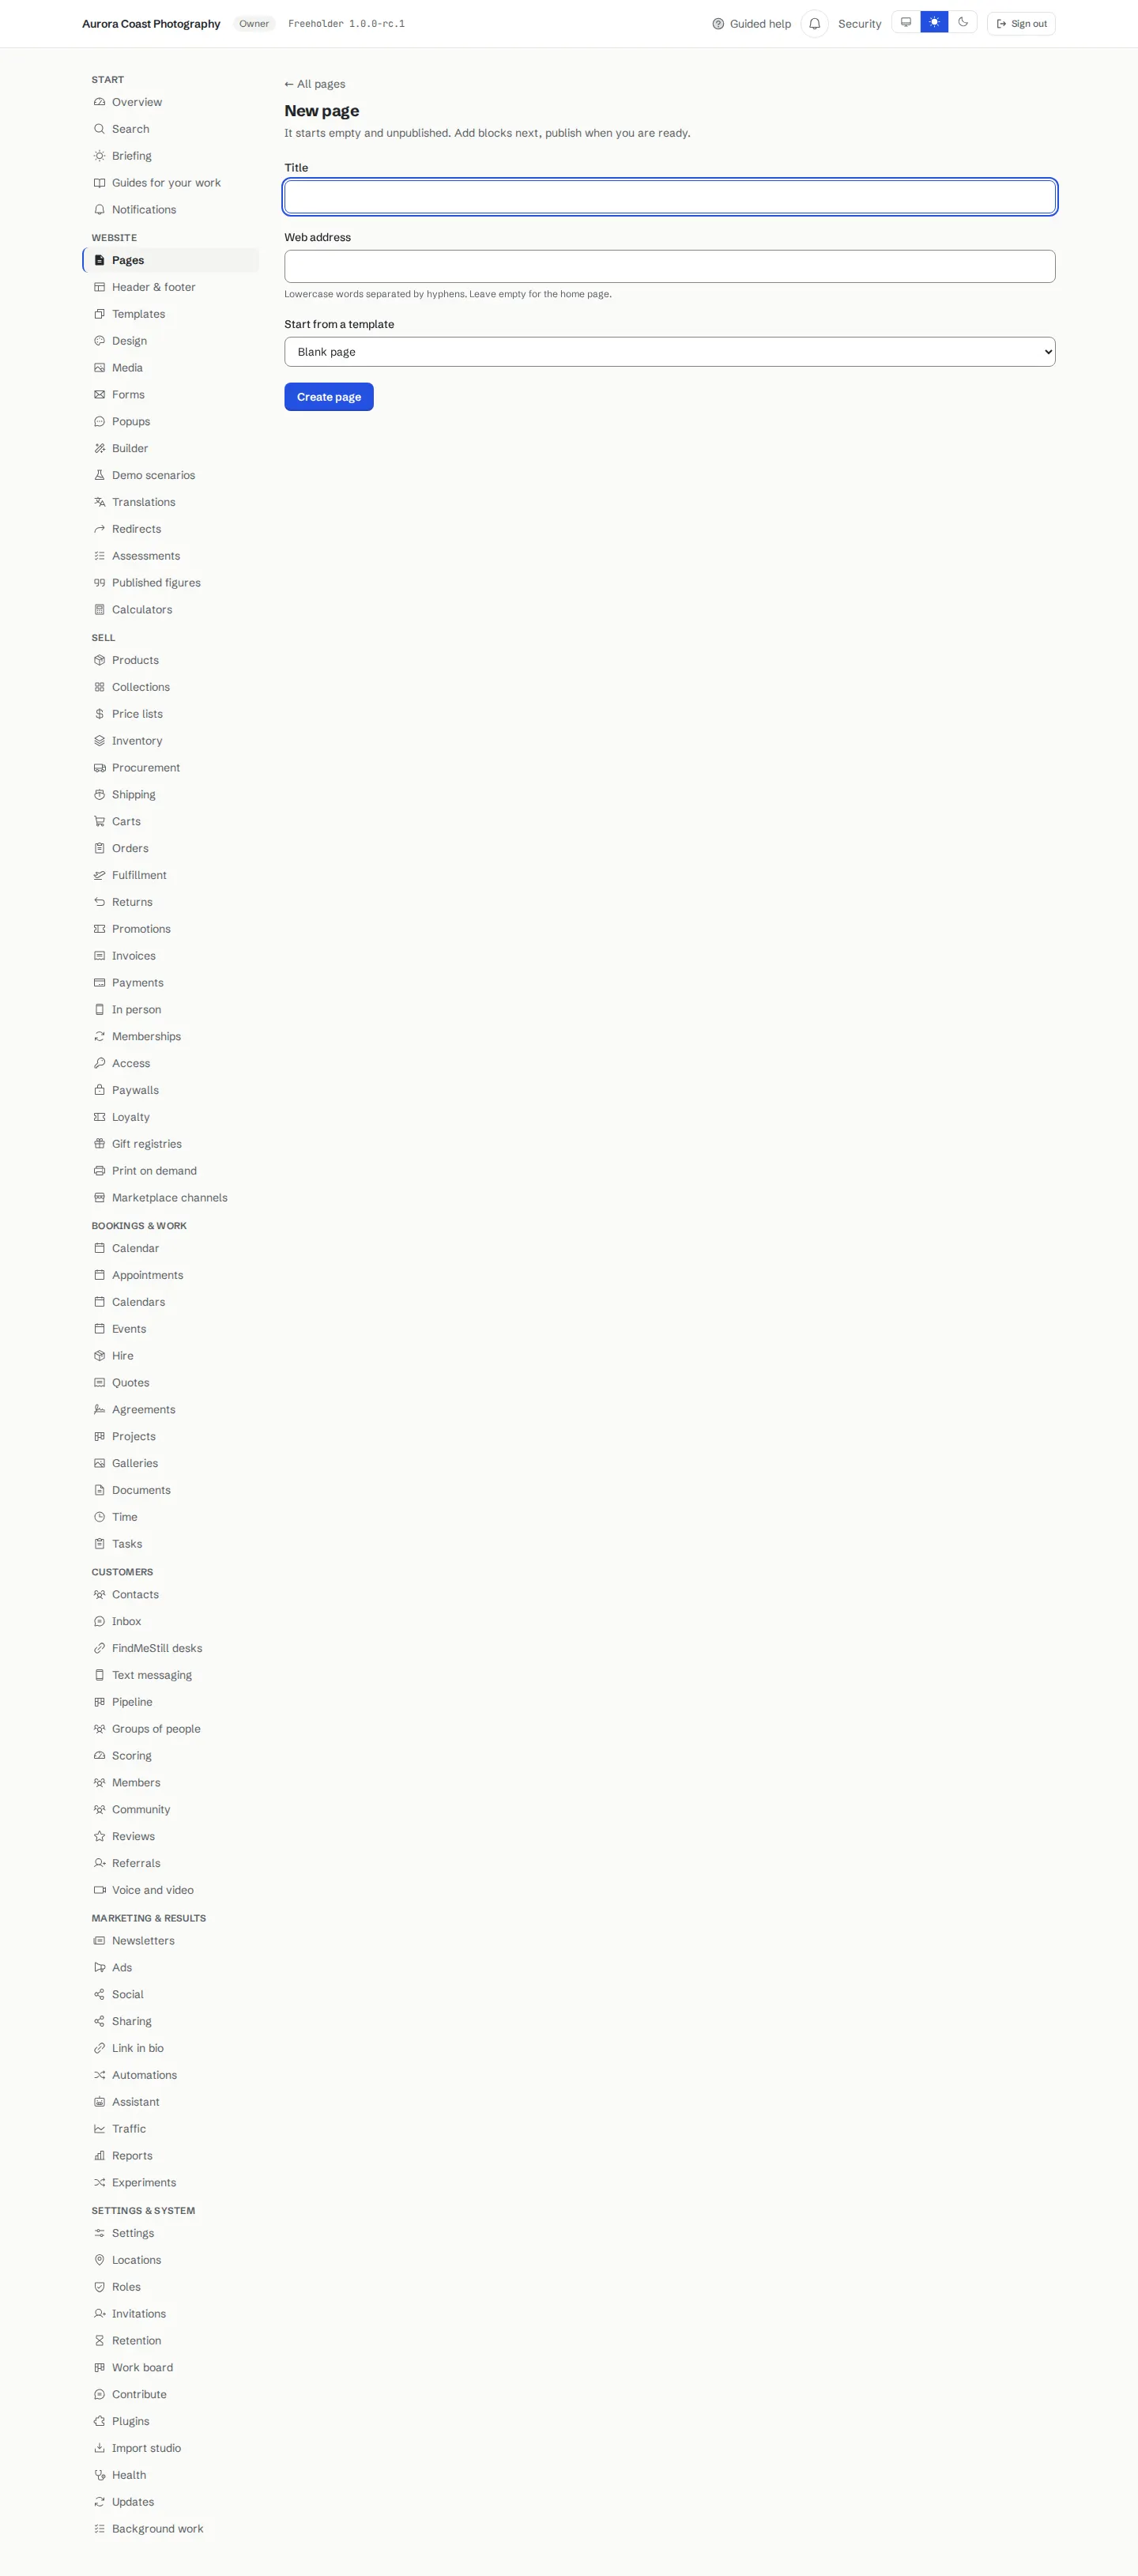 Aurora Coast Photography
Owner
Freeholder 1.0.0-rc.1
Guided help
Security
Sign out
START
Overview
Search
Briefing
Guides for your work
Notifications
WEBSITE
Pages
Header & footer
Templates
Design
Media
Forms
Popups
Builder
Demo scenarios
Translations
Redirects
Assessments
Published figures
Calculators
SELL
Products
Collections
Price lists
Inventory
Procurement
Shipping
Carts
Orders
Fulfillment
Returns
Promotions
Invoices
Payments
In person
Memberships
Access
Paywalls
Loyalty
Gift registries
Print on demand
Marketplace channels
BOOKINGS & WORK
Calendar
Appointments
Calendars
Events
Hire
Quotes
Agreements
Projects
Galleries
Documents
Time
Tasks
CUSTOMERS
Contacts
Inbox
FindMeStill desks
Text messaging
Pipeline
Groups of people
Scoring
Members
Community
Reviews
Referrals
Voice and video
MARKETING & RESULTS
Newsletters
Ads
Social
Sharing
Link in bio
Automations
Assistant
Traffic
Reports
Experiments
SETTINGS & SYSTEM
Settings
Locations
Roles
Invitations
Retention
Work board
Contribute
Plugins
Import studio
Health
Updates
Background work
← All pages
New page
It starts empty and unpublished. Add blocks next, publish when you are ready.
Title
Web address
Lowercase words separated by hyphens. Leave empty for the home page.
Start from a template
Blank page
Create page